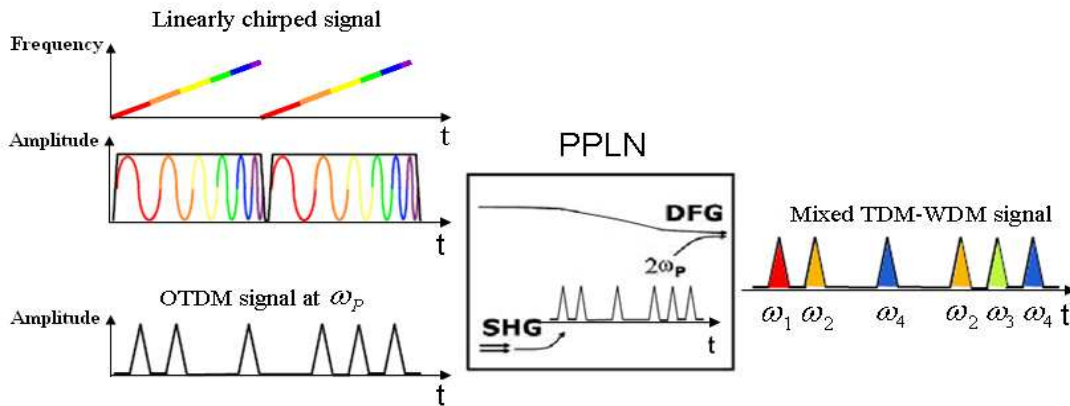 Linearly chirped signal
Frequency
t
Amplitude
t
PPLN
DFG
2ωP
SHG
t
OTDM signal at ωP
Amplitude
t
Mixed TDM-WDM signal
ω1 ω2 ω4 ω2 ω3 ω4 t